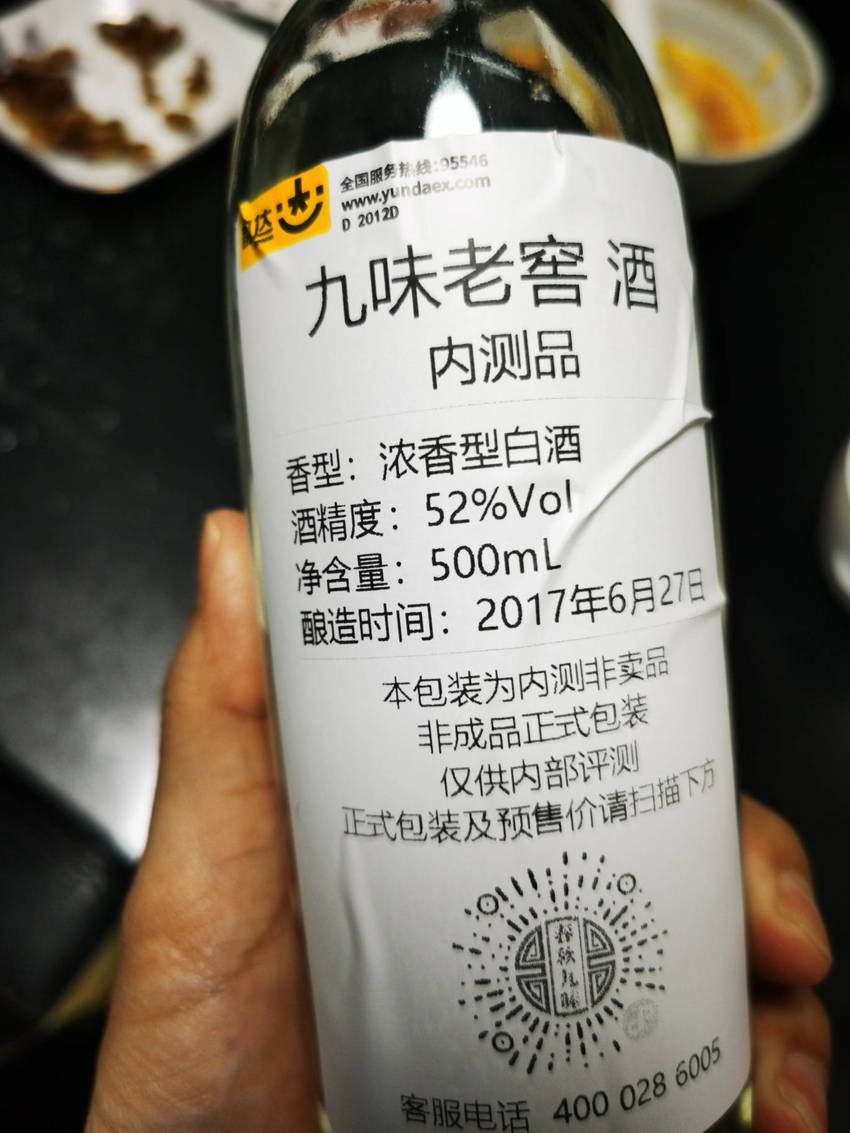 韵达
全国服务热线:95546
www.yundaex.com
D 2012D
九味老窖 酒
内测品
香型：浓香型白酒
酒精度：52%Vol
净含量：500mL
酿造时间：2017年6月27日
本包装为内测非卖品
非成品正式包装
仅供内部评测
正式包装及预售价请扫描下方
客服电话 400 028 6005